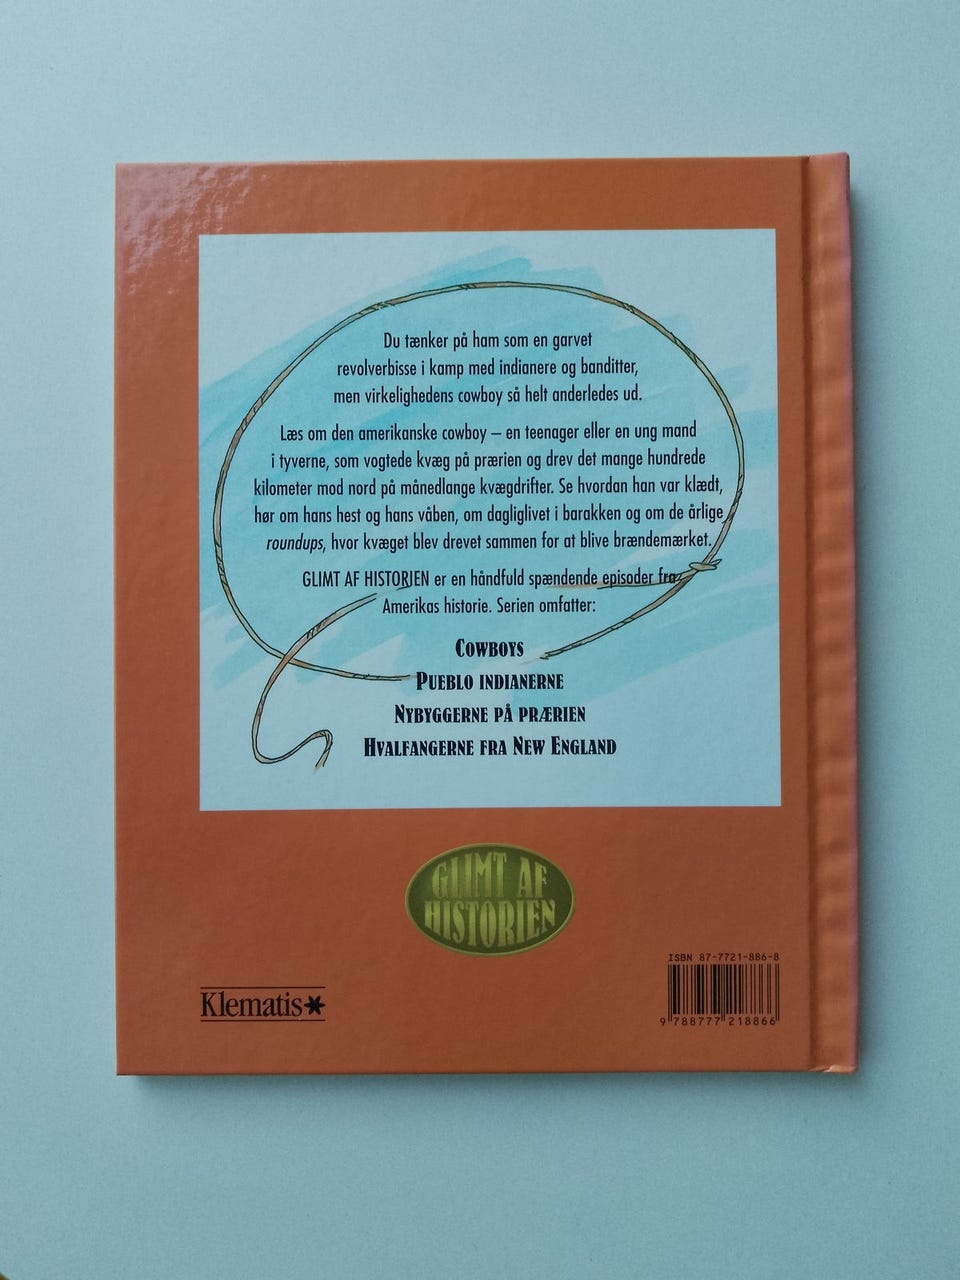 Du tænker på ham som en garvet
revolverbisse i kamp med indianere og banditter,
men virkelighedens cowboy så helt anderledes ud.
Læs om den amerikanske cowboy – en teenager eller en ung mand
i tyverne, som vogtede kvæg på prærien og drev det mange hundrede
kilometer mod nord på månedlange kvægdrifter. Se hvordan han var klædt,
hør om hans hest og hans våben, om dagliglivet i barakken og om de årlige
roundups, hvor kvæget blev drevet sammen for at blive brændemærket.
GLIMT AF HISTORIEN er en håndfuld spændende episoder fra
Amerikas historie. Serien omfatter:
COWBOYS
PUEBLO INDIANERNE
NYBYGGERNE PÅ PRÆRIEN
HVALFANGERNE FRA NEW ENGLAND
GLIMT AF
HISTORIEN
Klematis
ISBN 87-7721-886-8
9 788777 218866